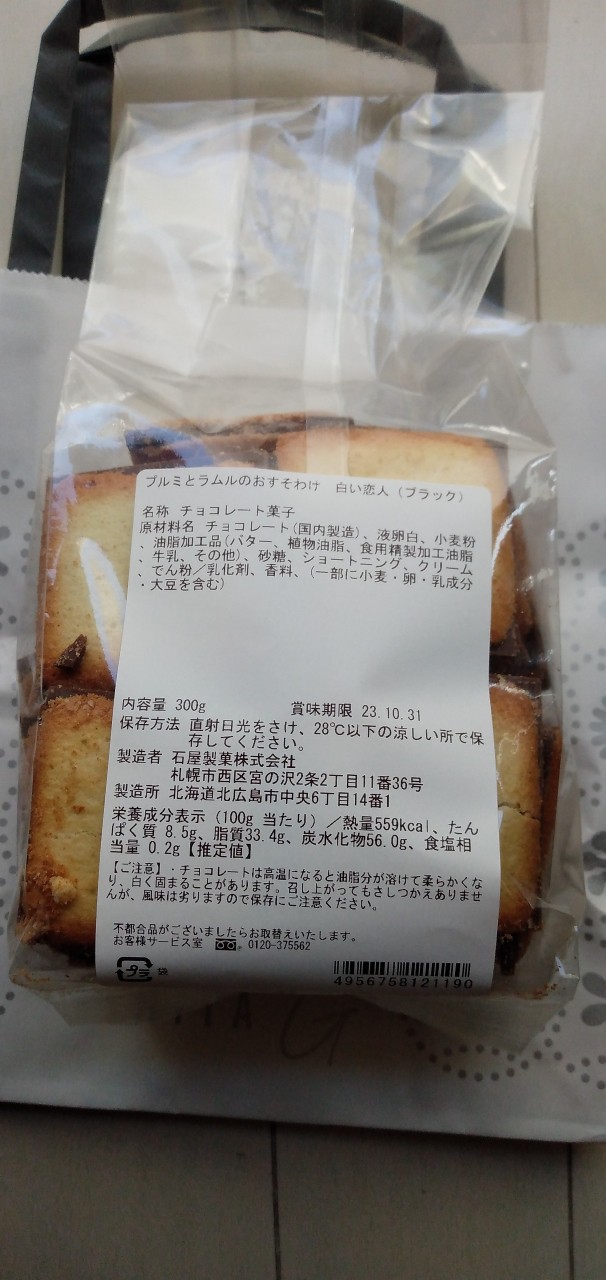 プルミとラムルのおすそわけ　白い恋人（ブラック）
名称 チョコレート菓子
原材料名 チョコレート（国内製造）、液卵白、小麦粉
、油脂加工品（バター、植物油脂、食用精製加工油脂
、牛乳、その他）、砂糖、ショートニング、クリーム
、でん粉／乳化剤、香料、（一部に小麦・卵・乳成分
・大豆を含む）
内容量 300g　賞味期限 23.10.31
保存方法 直射日光をさけ、28℃以下の涼しい所で保
存してください。
製造者 石屋製菓株式会社
札幌市西区宮の沢2条2丁目11番36号
製造所 北海道北広島市中央6丁目14番1
栄養成分表示（100g 当たり）／熱量559kcal、たん
ぱく質 8.5g、脂質33.4g、炭水化物56.0g、食塩相
当量 0.2g【推定値】
【ご注意】・チョコレートは高温になると油脂分が溶けて柔らかくな
り、白く固まることがあります。召し上がってもさしつかえありませ
んが、風味は劣りますので保存にご注意ください。
不都合品がございましたらお取替えいたします。
お客様サービス室 0120-375562
プラ 袋
4956758121190